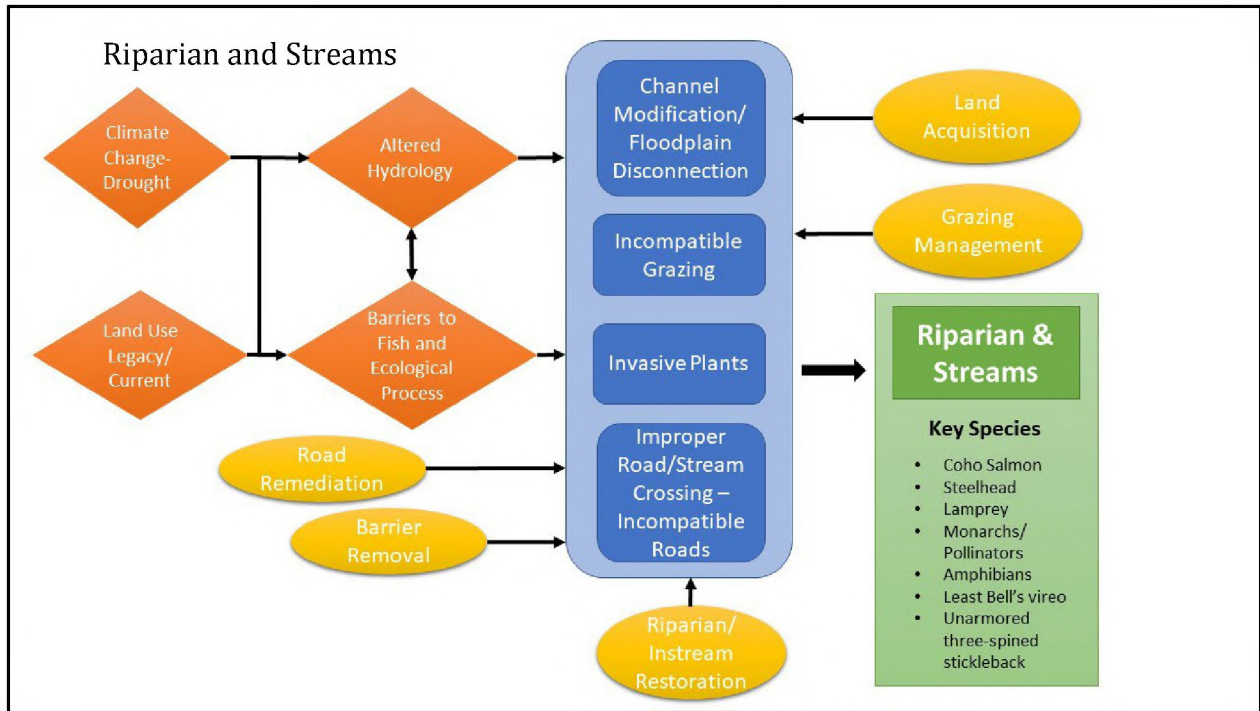 Riparian and Streams
Climate
Change-
Drought
Altered
Hydrology
Land Use
Legacy/
Current
Barriers to
Fish and
Ecological
Process
Road
Remediation
Barrier
Removal
Channel
Modification/
Floodplain
Disconnection
Incompatible
Grazing
Invasive Plants
Improper
Road/Stream
Crossing –
Incompatible
Roads
Riparian/
Instream
Restoration
Land
Acquisition
Grazing
Management
Riparian &
Streams
Key Species
• Coho Salmon
• Steelhead
• Lamprey
• Monarchs/
Pollinators
• Amphibians
• Least Bell's vireo
• Unarmored
three-spined
stickleback